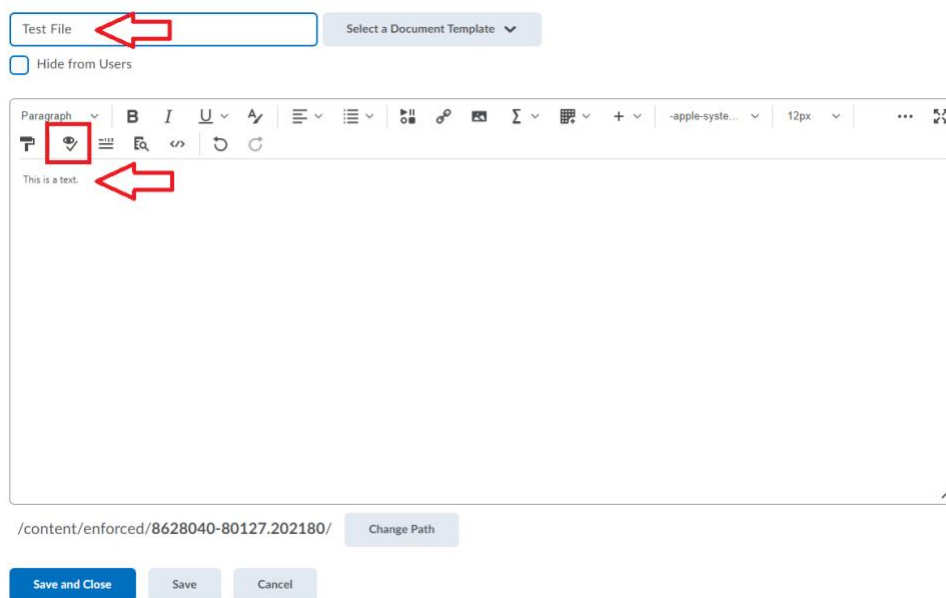 Test File
Select a Document Template
Hide from Users
Paragraph B I U A Σ + -apple-syste... 12px ...
</>
This is a text.
/content/enforced/8628040-80127.202180/ Change Path
Save and Close Save Cancel